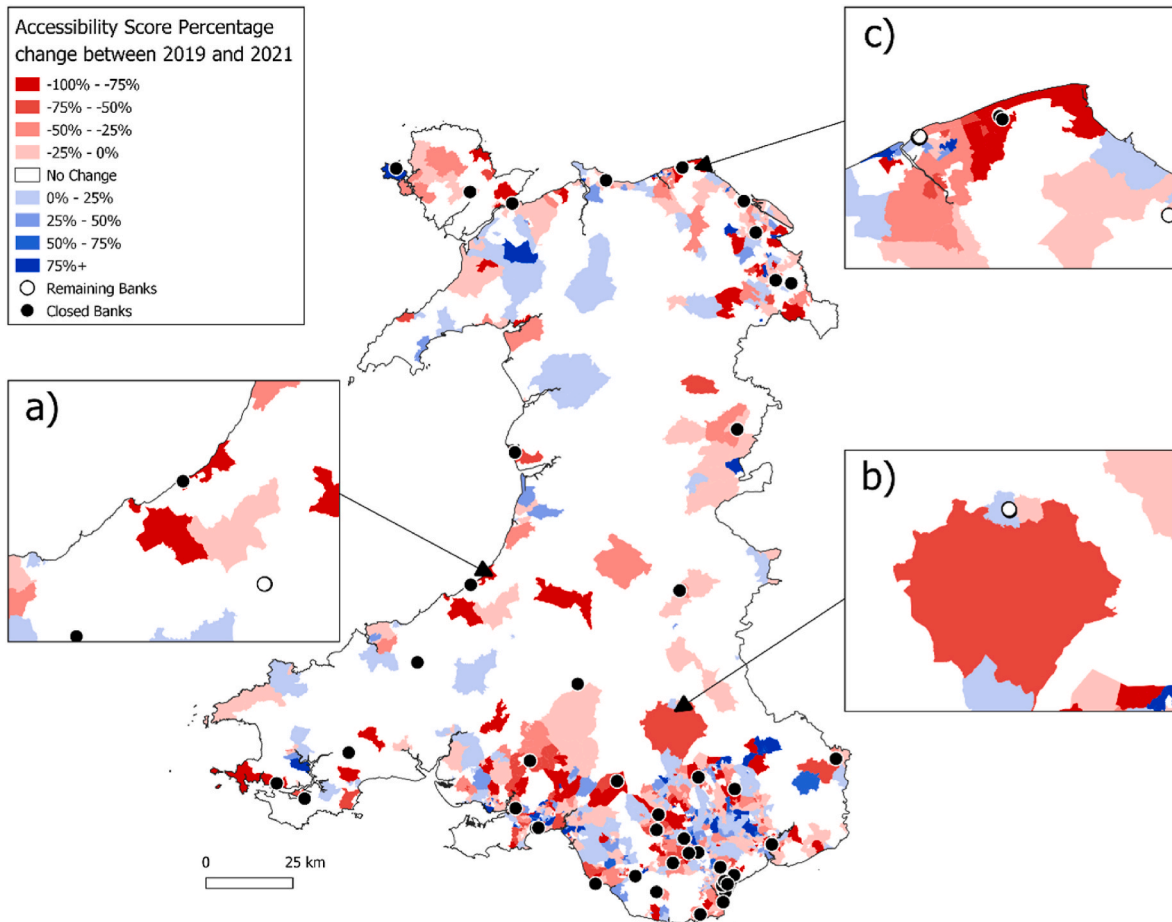 Accessibility Score Percentage
change between 2019 and 2021
-100% - -75%
-75% - -50%
-50% - -25%
-25% - 0%
No Change
0% - 25%
25% - 50%
50% - 75%
75%+
Remaining Banks
Closed Banks
c)
a)
b)
0 25 km